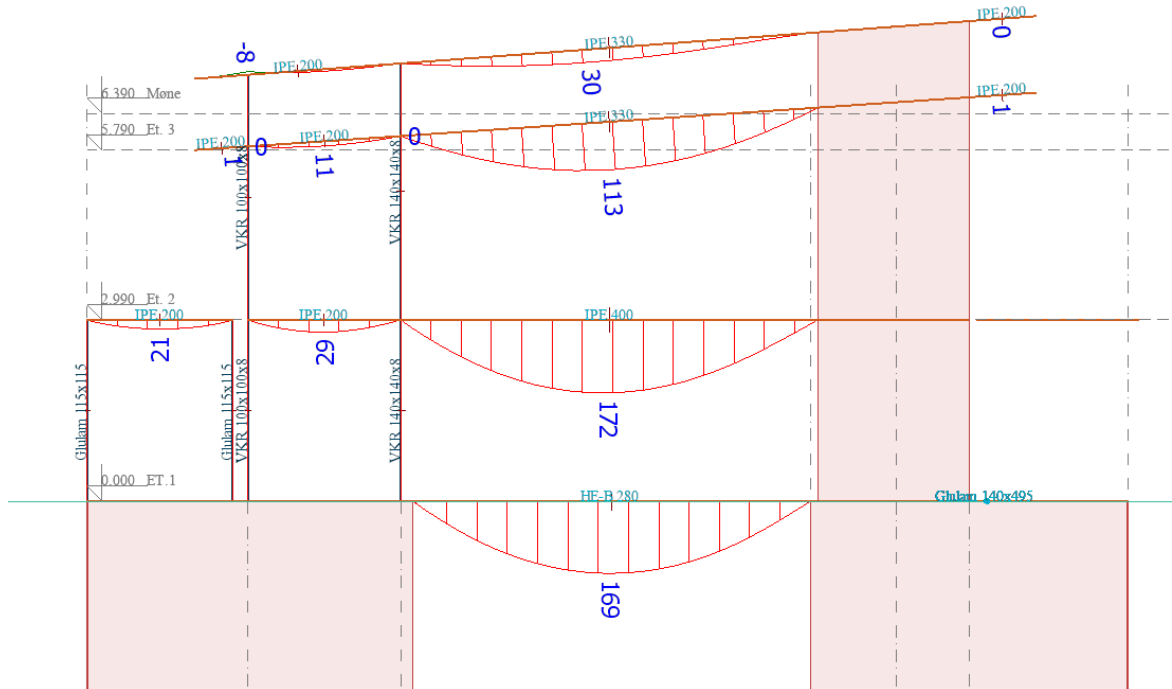 IPE 200
IPE 330
0
-8
IPE 200
30
6.390 Møne
IPE 200
1
IPE 330
5.790 Et. 3
IPE 200
IPE 200
0
0
1
11
113
VKR 100x100x8
VKR 140x140x8
2.990 Et. 2
IPE 200
IPE 200
IPE 400
21
29
172
Glulam 115x115
Glulam 115x115
VKR 100x100x8
VKR 140x140x8
0.000 ET.1
HE-B 280
Glulam 140x495
169